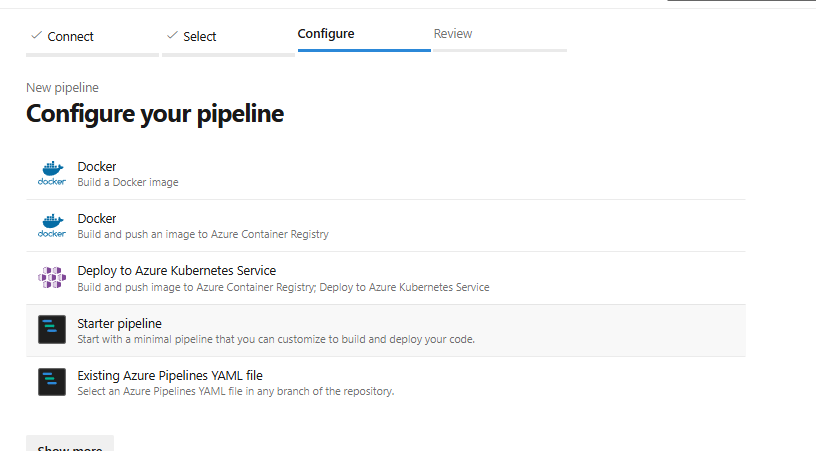 Connect
Select
Configure
Review
New pipeline
Configure your pipeline
docker
Docker
Build a Docker image
docker
Docker
Build and push an image to Azure Container Registry
Deploy to Azure Kubernetes Service
Build and push image to Azure Container Registry; Deploy to Azure Kubernetes Service
Starter pipeline
Start with a minimal pipeline that you can customize to build and deploy your code.
Existing Azure Pipelines YAML file
Select an Azure Pipelines YAML file in any branch of the repository.
Show more